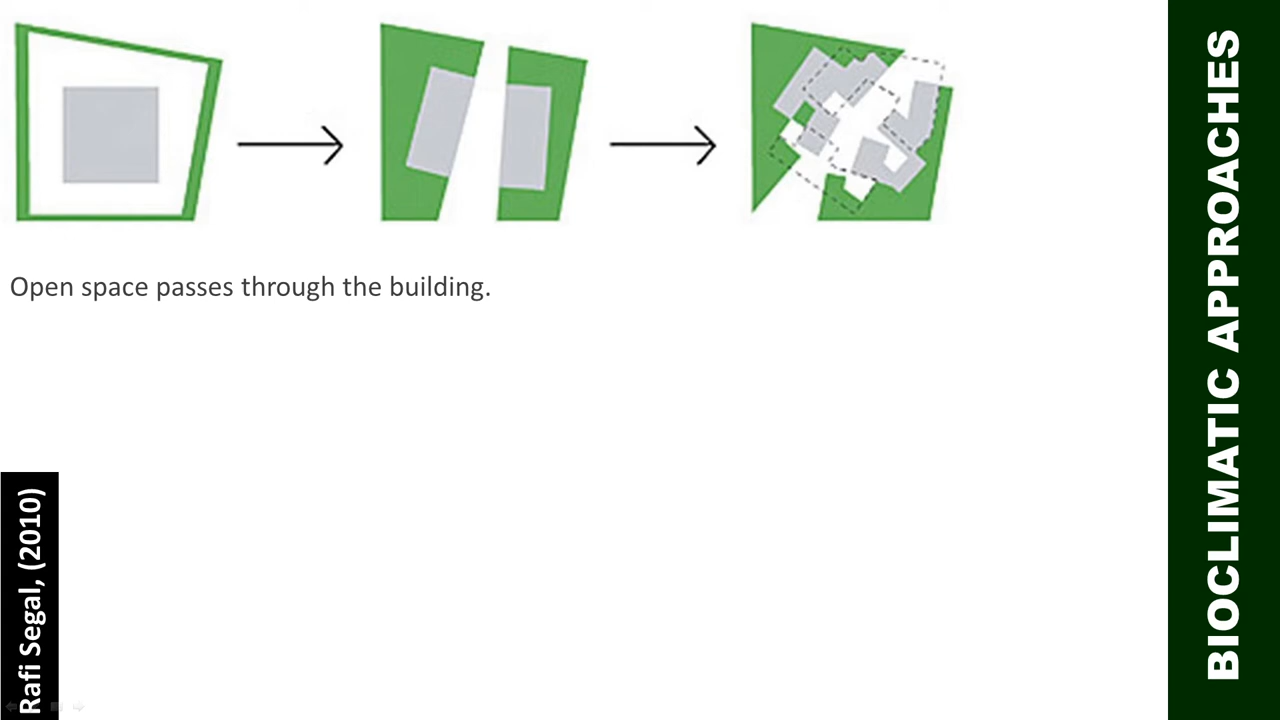 Open space passes through the building.
Rafi Segal, (2010)
BIOCLIMATIC APPROACHES